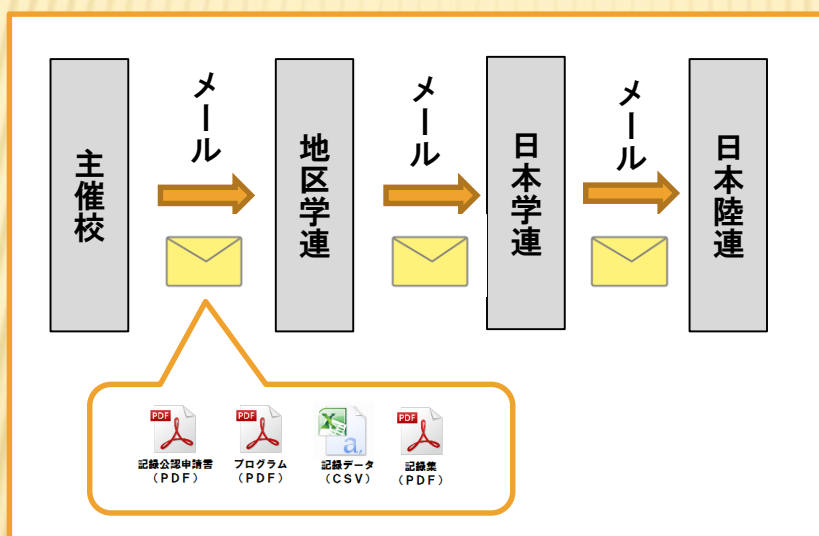 主催校
メール
地区学連
メール
日本学連
メール
日本陸連
PDF
記録公認申請書
(PDF)
PDF
プログラム
(PDF)
a,
記録データ
(CSV)
PDF
記録集
(PDF)